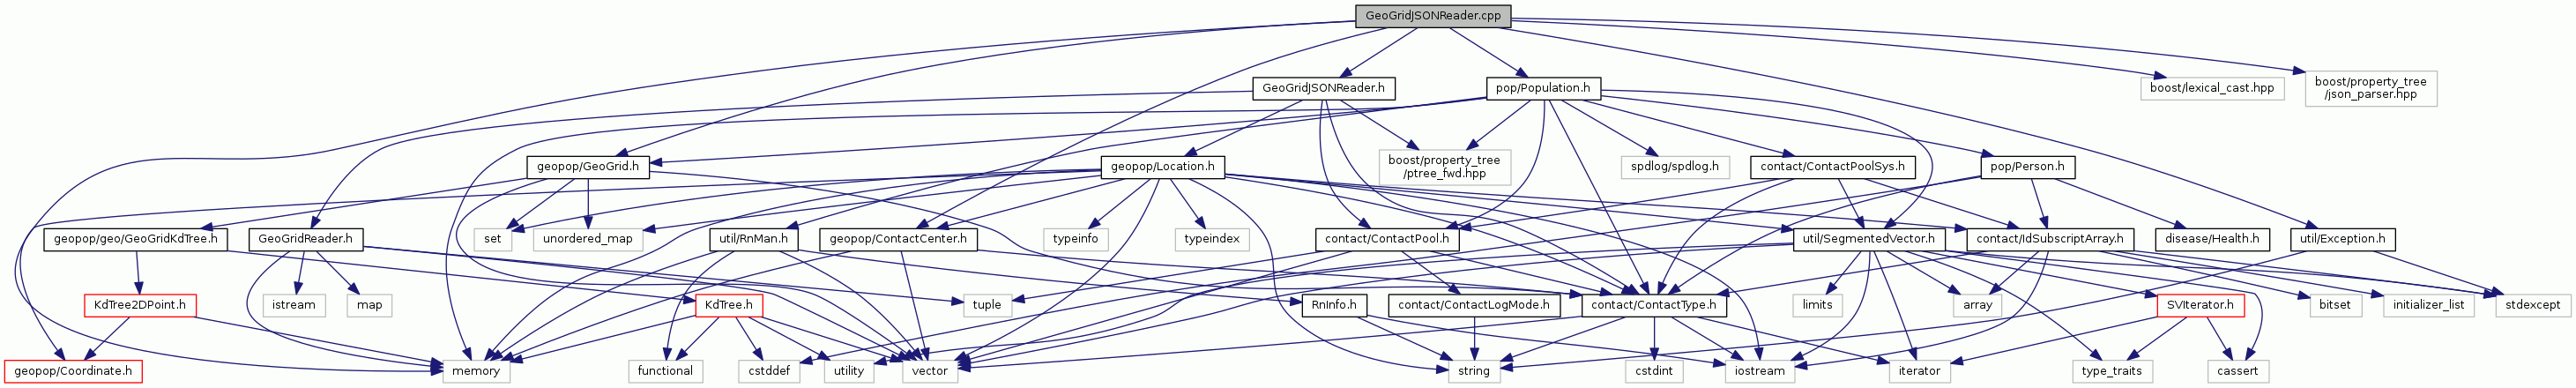 GeoGridJSONReader.cpp
GeoGridJSONReader.h
pop/Population.h
boost/lexical_cast.hpp
boost/property_tree
/json_parser.hpp
geopop/GeoGrid.h
geopop/Location.h
boost/property_tree
/ptree_fwd.hpp
spdlog/spdlog.h
contact/ContactPoolSys.h
pop/Person.h
geopop/geo/GeoGridKdTree.h
GeoGridReader.h
set
unordered_map
util/RnMan.h
geopop/ContactCenter.h
typeinfo
typeindex
contact/ContactPool.h
util/SegmentedVector.h
contact/IdSubscriptArray.h
disease/Health.h
util/Exception.h
KdTree2DPoint.h
istream
map
KdTree.h
tuple
RnInfo.h
contact/ContactLogMode.h
contact/ContactType.h
limits
array
SVIterator.h
bitset
initializer_list
stdexcept
geopop/Coordinate.h
memory
functional
cstddef
utility
vector
string
cstdint
iostream
iterator
type_traits
cassert